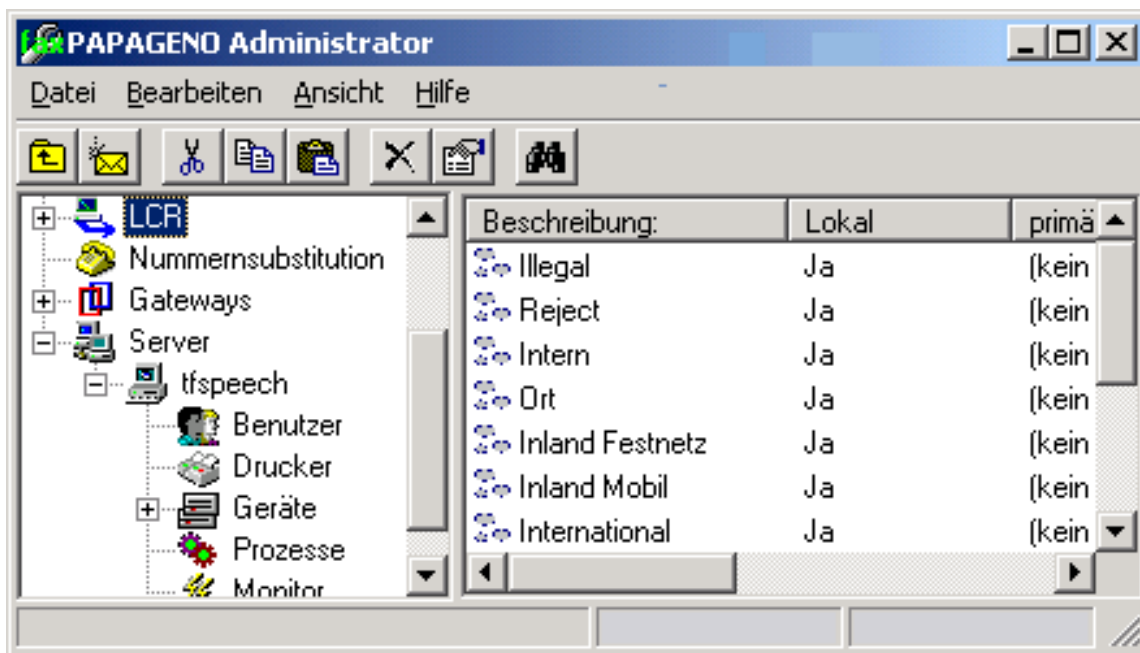 fax PAPAGENO Administrator
Datei Bearbeiten Ansicht Hilfe
LCR
Nummernsubstitution
Gateways
Server
tfspeech
Benutzer
Drucker
Geräte
Prozesse
Monitor
Beschreibung: Lokal primä
Illegal Ja (kein
Reject Ja (kein
Intern Ja (kein
Ort Ja (kein
Inland Festnetz Ja (kein
Inland Mobil Ja (kein
International Ja (kein